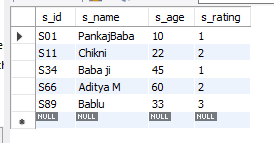 s_id s_name s_age s_rating
S01 PankajBaba 10 1
S11 Chikni 22 2
S34 Baba ji 45 1
S66 Aditya M 60 2
S89 Bablu 33 3
NULL NULL NULL NULL